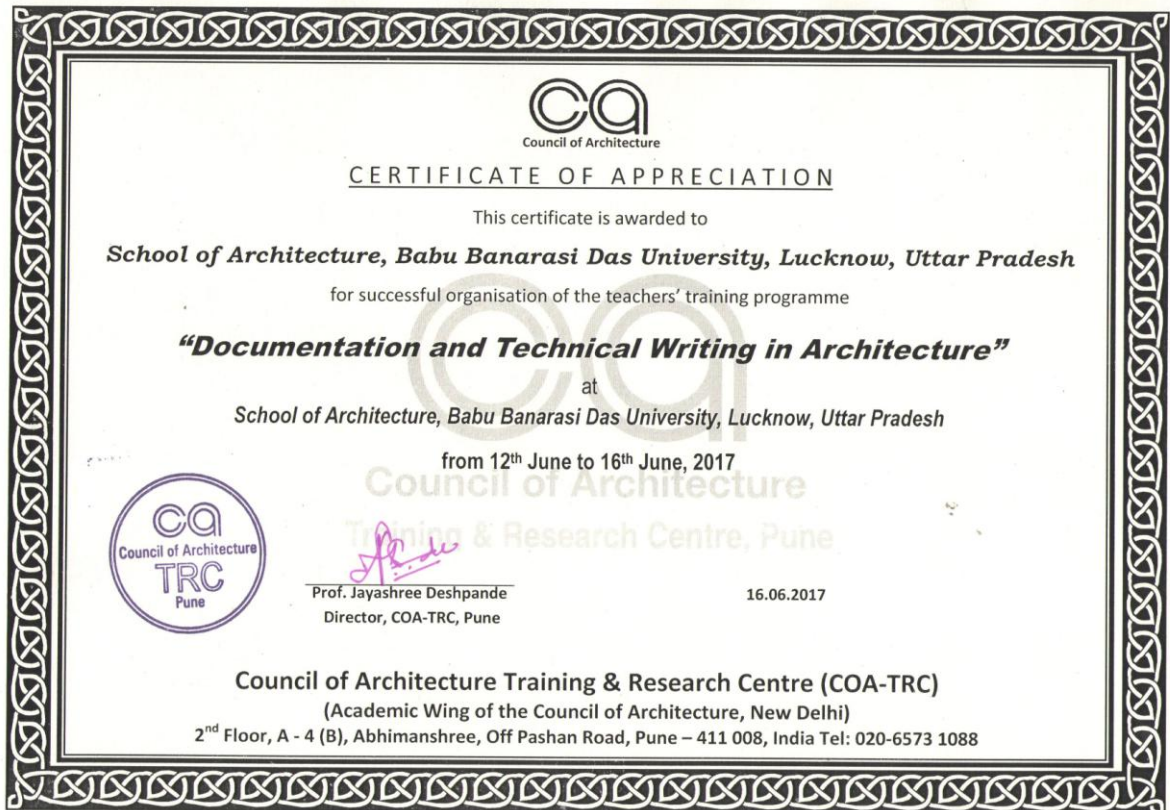 ca
Council of Architecture
CERTIFICATE OF APPRECIATION
This certificate is awarded to
School of Architecture, Babu Banarasi Das University, Lucknow, Uttar Pradesh
for successful organisation of the teachers' training programme
“Documentation and Technical Writing in Architecture”
at
School of Architecture, Babu Banarasi Das University, Lucknow, Uttar Pradesh
from 12th June to 16th June, 2017
ca
Council of Architecture
Training & Research Centre, Pune
ca
Council of Architecture
TRC
Pune
Prof. Jayashree Deshpande
Director, COA-TRC, Pune
16.06.2017
Council of Architecture Training & Research Centre (COA-TRC)
(Academic Wing of the Council of Architecture, New Delhi)
2nd Floor, A - 4 (B), Abhimanshree, Off Pashan Road, Pune – 411 008, India Tel: 020-6573 1088